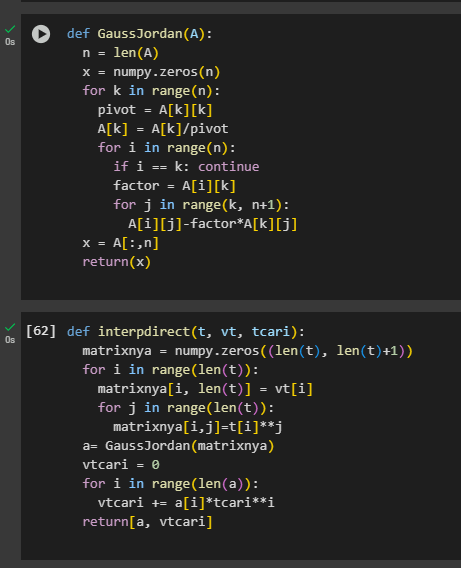 0s
def GaussJordan(A):
  n = len(A)
  x = numpy.zeros(n)
  for k in range(n):
    pivot = A[k][k]
    A[k] = A[k]/pivot
    for i in range(n):
      if i == k: continue
      factor = A[i][k]
      for j in range(k, n+1):
        A[i][j]-factor*A[k][j]
  x = A[:,n]
  return(x)
0s
[62] def interpdirect(t, vt, tcari):
  matrixnya = numpy.zeros((len(t), len(t)+1))
  for i in range(len(t)):
    matrixnya[i, len(t)] = vt[i]
    for j in range(len(t)):
      matrixnya[i,j]=t[i]**j
  a= GaussJordan(matrixnya)
  vtcari = 0
  for i in range(len(a)):
    vtcari += a[i]*tcari**i
  return[a, vtcari]